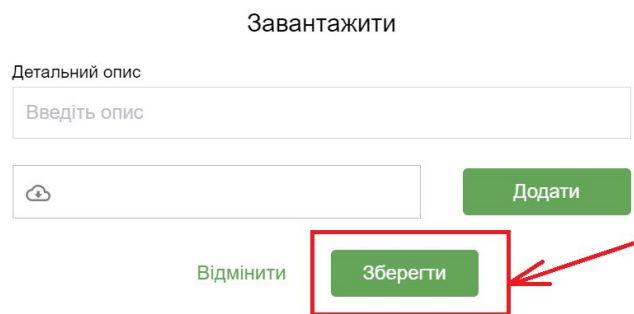 Завантажити
Детальний опис
Введіть опис
Додати
Відмінити
Зберегти